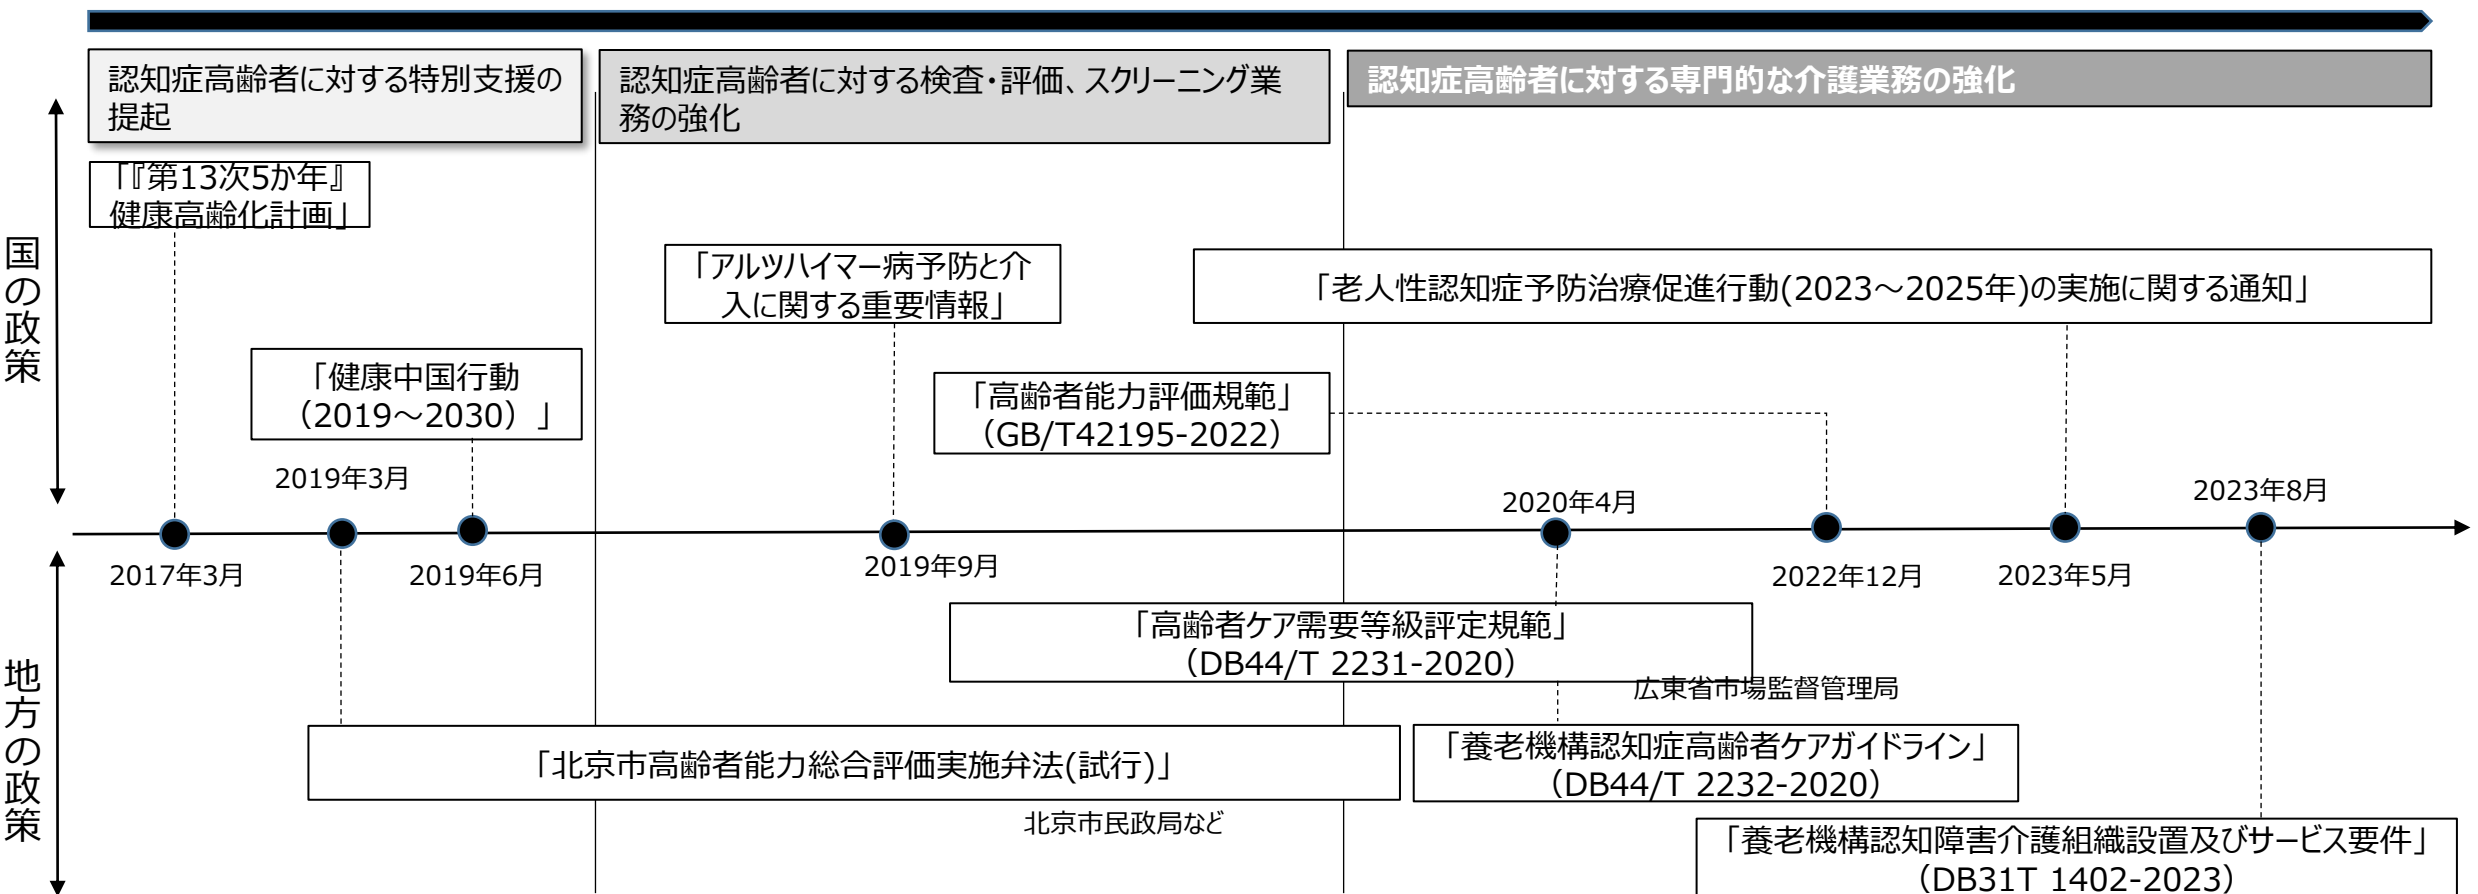 認知症高齢者に対する特別支援の
提起
認知症高齢者に対する検査・評価、スクリーニング業
務の強化
認知症高齢者に対する専門的な介護業務の強化
国の政策
「『第13次5か年』
健康高齢化計画」
「アルツハイマー病予防と介
入に関する重要情報」
「老人性認知症予防治療促進行動(2023～2025年)の実施に関する通知」
「健康中国行動
（2019～2030）」
「高齢者能力評価規範」
（GB/T42195-2022）
2019年3月
2020年4月
2023年8月
2017年3月
2019年6月
2019年9月
2022年12月
2023年5月
地方の政策
「高齢者ケア需要等級評定規範」
（DB44/T 2231-2020）
広東省市場監督管理局
「北京市高齢者能力総合評価実施弁法(試行)」
北京市民政局など
「養老機構認知症高齢者ケアガイドライン」
（DB44/T 2232-2020）
「養老機構認知障害介護組織設置及びサービス要件」
（DB31T 1402-2023）